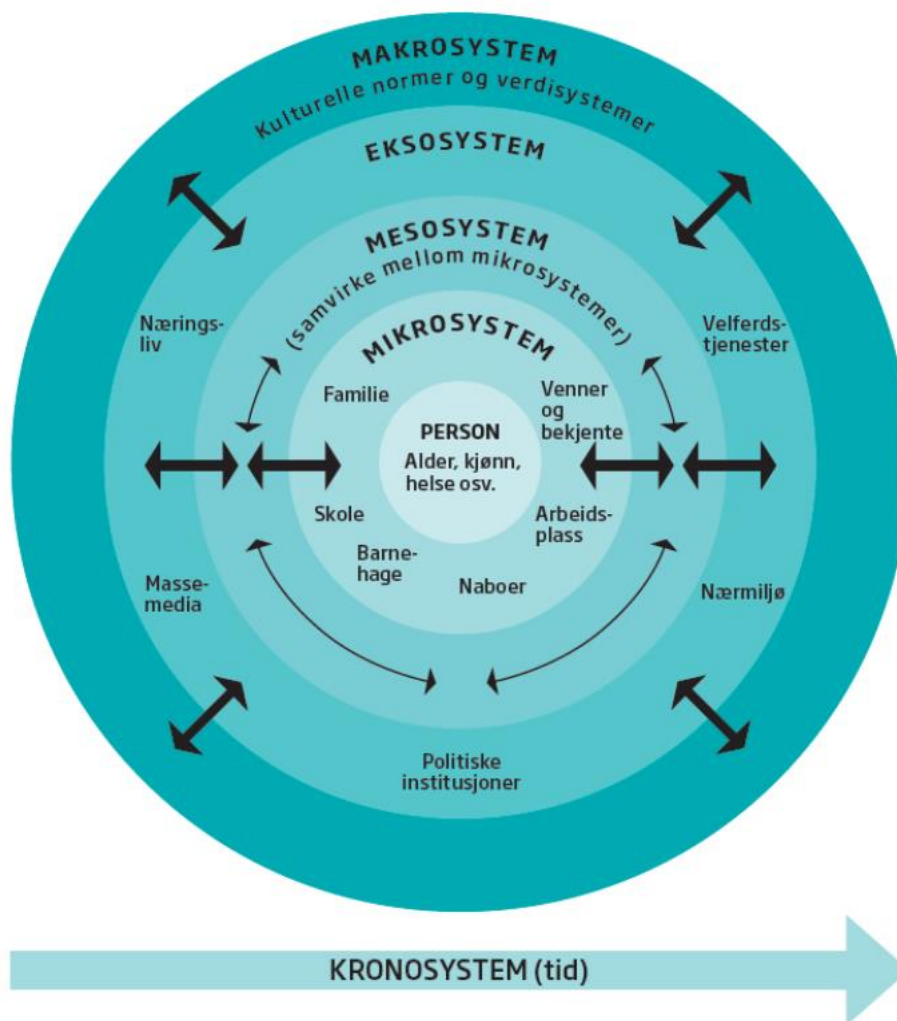 MAKROSYSTEM
Kulturelle normer og verdisystemer
EKSOSYSTEM
MESOSYSTEM
(samvirke mellom mikrosystemer)
MIKROSYSTEM
Nærings-
liv
Velferds-
tjenester
Familie
Venner
og
bekjente
PERSON
Alder, kjønn,
helse osv.
Skole
Arbeids-
plass
Barne-
hage
Naboer
Masse-
media
Nærmiljø
Politiske
institusjoner
KRONOSYSTEM (tid)